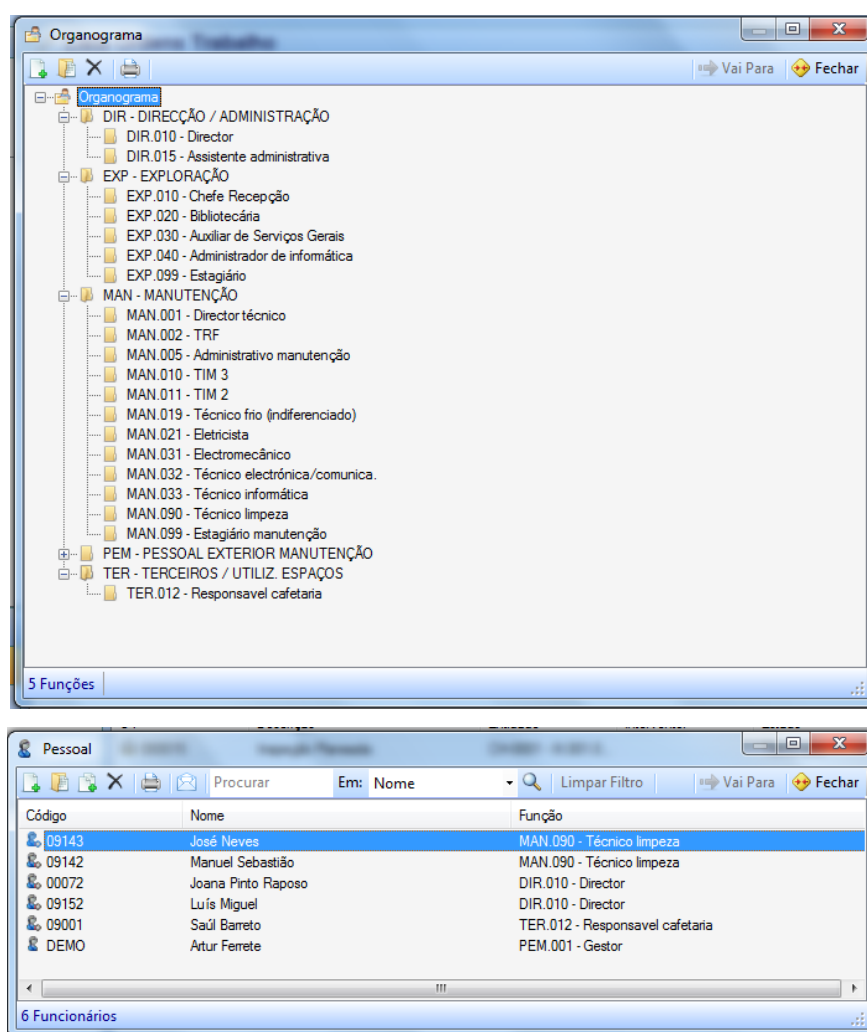 Organograma
Vai Para Fechar
Organograma
DIR - DIRECÇÃO / ADMINISTRAÇÃO
DIR.010 - Director
DIR.015 - Assistente administrativa
EXP - EXPLORAÇÃO
EXP.010 - Chefe Recepção
EXP.020 - Bibliotecária
EXP.030 - Auxiliar de Serviços Gerais
EXP.040 - Administrador de informática
EXP.099 - Estagiário
MAN - MANUTENÇÃO
MAN.001 - Director técnico
MAN.002 - TRF
MAN.005 - Administrativo manutenção
MAN.010 - TIM 3
MAN.011 - TIM 2
MAN.019 - Técnico frio (indiferenciado)
MAN.021 - Eletricista
MAN.031 - Electromecânico
MAN.032 - Técnico electrónica/comunica.
MAN.033 - Técnico informática
MAN.090 - Técnico limpeza
MAN.099 - Estagiário manutenção
PEM - PESSOAL EXTERIOR MANUTENÇÃO
TER - TERCEIROS / UTILIZ. ESPAÇOS
TER.012 - Responsavel cafetaria
5 Funções
Pessoal
Procurar Em: Nome Limpar Filtro Vai Para Fechar
Código Nome Função
09143 José Neves MAN.090 - Técnico limpeza
09142 Manuel Sebastião MAN.090 - Técnico limpeza
00072 Joana Pinto Raposo DIR.010 - Director
09152 Luís Miguel DIR.010 - Director
09001 Saúl Barreto TER.012 - Responsavel cafetaria
DEMO Artur Ferrete PEM.001 - Gestor
6 Funcionários